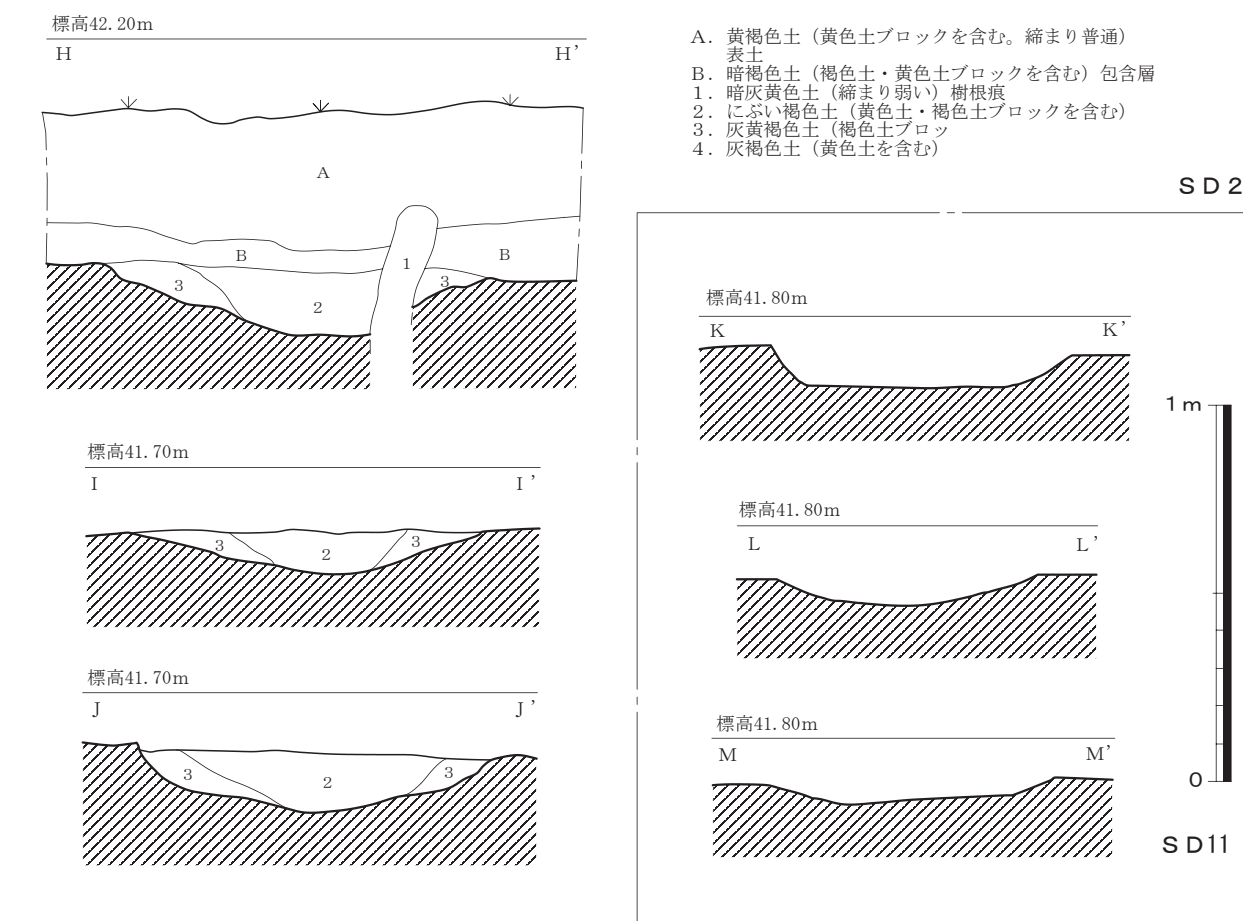 標高42.20m
H H’
A
B B
1
3 3
2
A. 黄褐色土（黄色土ブロックを含む。締まり普通）
表土
B. 暗褐色土（褐色土・黄色土ブロックを含む）包含層
1. 暗灰黄色土（締まり弱い）樹根痕
2. にぶい褐色土（黄色土・褐色土ブロックを含む）
3. 灰黄褐色土（褐色土ブロッ
4. 灰褐色土（黄色土を含む）
SD2
標高41.70m
I I’
3 2 3
標高41.70m
J J’
3 2 3
標高41.80m
K K’
標高41.80m
L L’
標高41.80m
M M’
1m
0
SD11